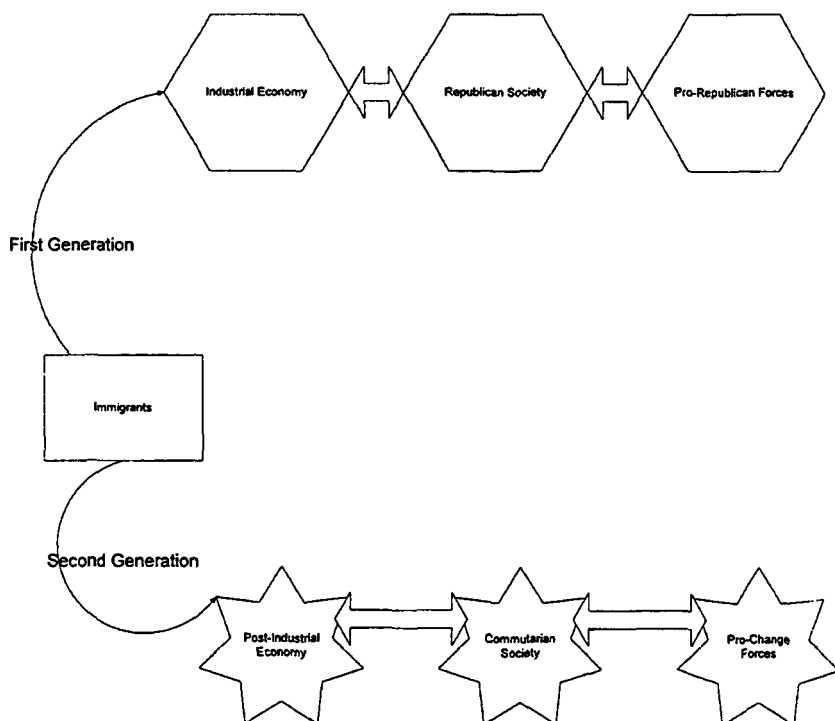 Industrial Economy
Republican Society
Pro-Republican Forces
First Generation
Immigrants
Second Generation
Post-Industrial
Economy
Commutarian
Society
Pro-Change
Forces